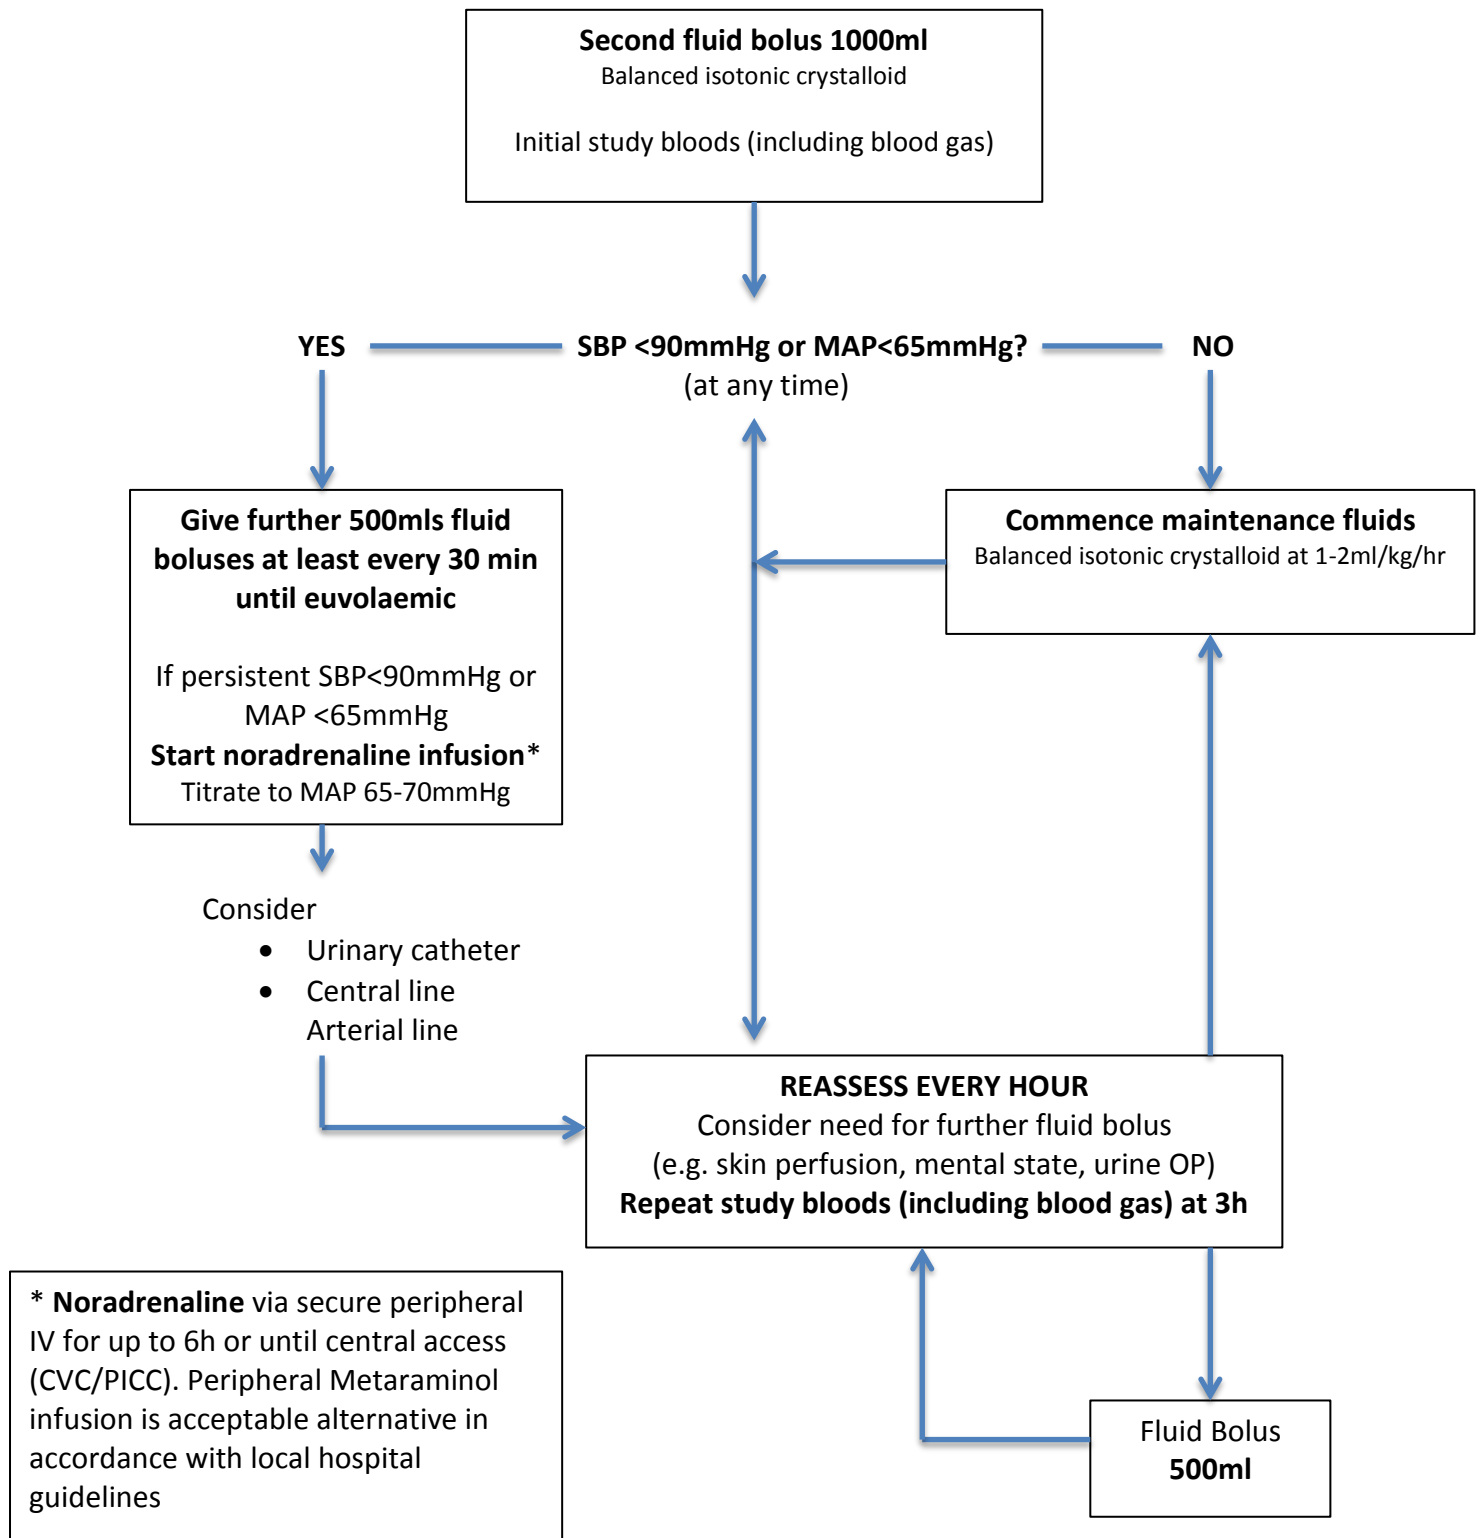 Second fluid bolus 1000ml
Balanced isotonic crystalloid
Initial study bloods (including blood gas)
YES
SBP <90mmHg or MAP<65mmHg?
NO
(at any time)
Give further 500mls fluid
boluses at least every 30 min
until euvolaemic
If persistent SBP<90mmHg or
MAP <65mmHg
Start noradrenaline infusion*
Titrate to MAP 65-70mmHg
Commence maintenance fluids
Balanced isotonic crystalloid at 1-2ml/kg/hr
Consider
• Urinary catheter
• Central line
Arterial line
REASSESS EVERY HOUR
Consider need for further fluid bolus
(e.g. skin perfusion, mental state, urine OP)
Repeat study bloods (including blood gas) at 3h
* Noradrenaline via secure peripheral
IV for up to 6h or until central access
(CVC/PICC). Peripheral Metaraminol
infusion is acceptable alternative in
accordance with local hospital
guidelines
Fluid Bolus
500ml